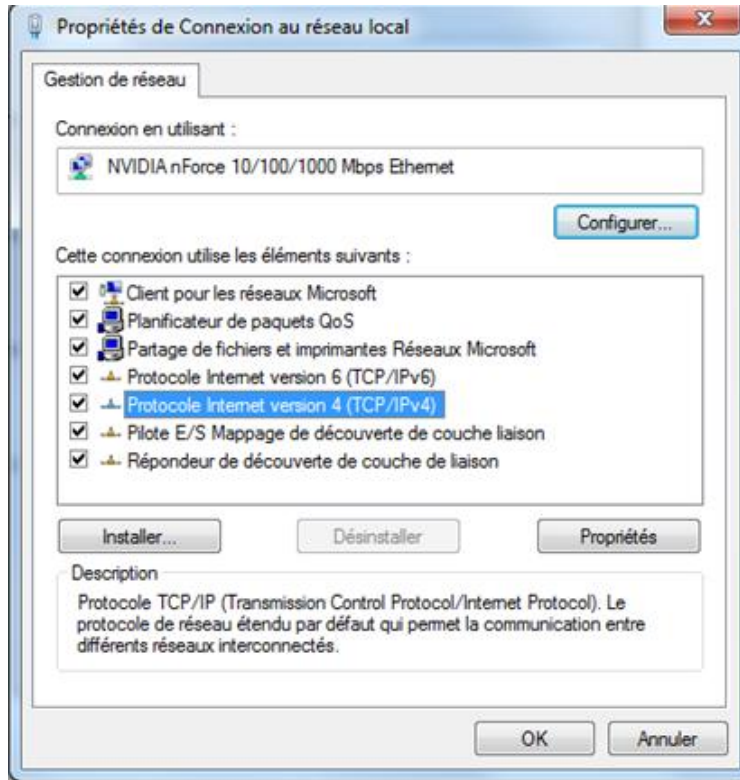 Propriétés de Connexion au réseau local
Gestion de réseau
Connexion en utilisant :
NVIDIA nForce 10/100/1000 Mbps Ethernet
Configurer...
Cette connexion utilise les éléments suivants :
Client pour les réseaux Microsoft
Planificateur de paquets QoS
Partage de fichiers et imprimantes Réseaux Microsoft
Protocole Internet version 6 (TCP/IPv6)
Protocole Internet version 4 (TCP/IPv4)
Pilote E/S Mappage de découverte de couche liaison
Répondeur de découverte de couche de liaison
Installer... Désinstaller Propriétés
Description
Protocole TCP/IP (Transmission Control Protocol/Internet Protocol). Le
protocole de réseau étendu par défaut qui permet la communication entre
différents réseaux interconnectés.
OK Annuler